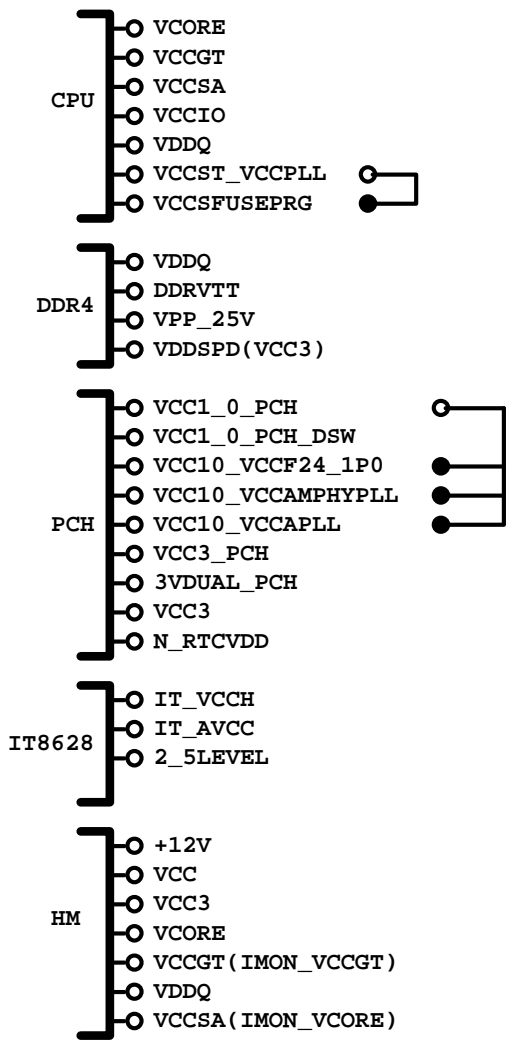 VCORE
VCCGT
VCCSA
CPU
VCCIO
VDDQ
VCCST_VCCPLL
VCCSFUSEPRG
VDDQ
DDRVTT
DDR4
VPP_25V
VDDSPD(VCC3)
VCC1_0_PCH
VCC1_0_PCH_DSW
VCC10_VCCF24_1P0
VCC10_VCCAMPHYPLL
PCH
VCC10_VCCAPLL
VCC3_PCH
3VDUAL_PCH
VCC3
N_RTCVDD
IT_VCCH
IT_AVCC
IT8628
2_5LEVEL
+12V
VCC
VCC3
HM
VCORE
VCCGT(IMON_VCCGT)
VDDQ
VCCSA(IMON_VCORE)